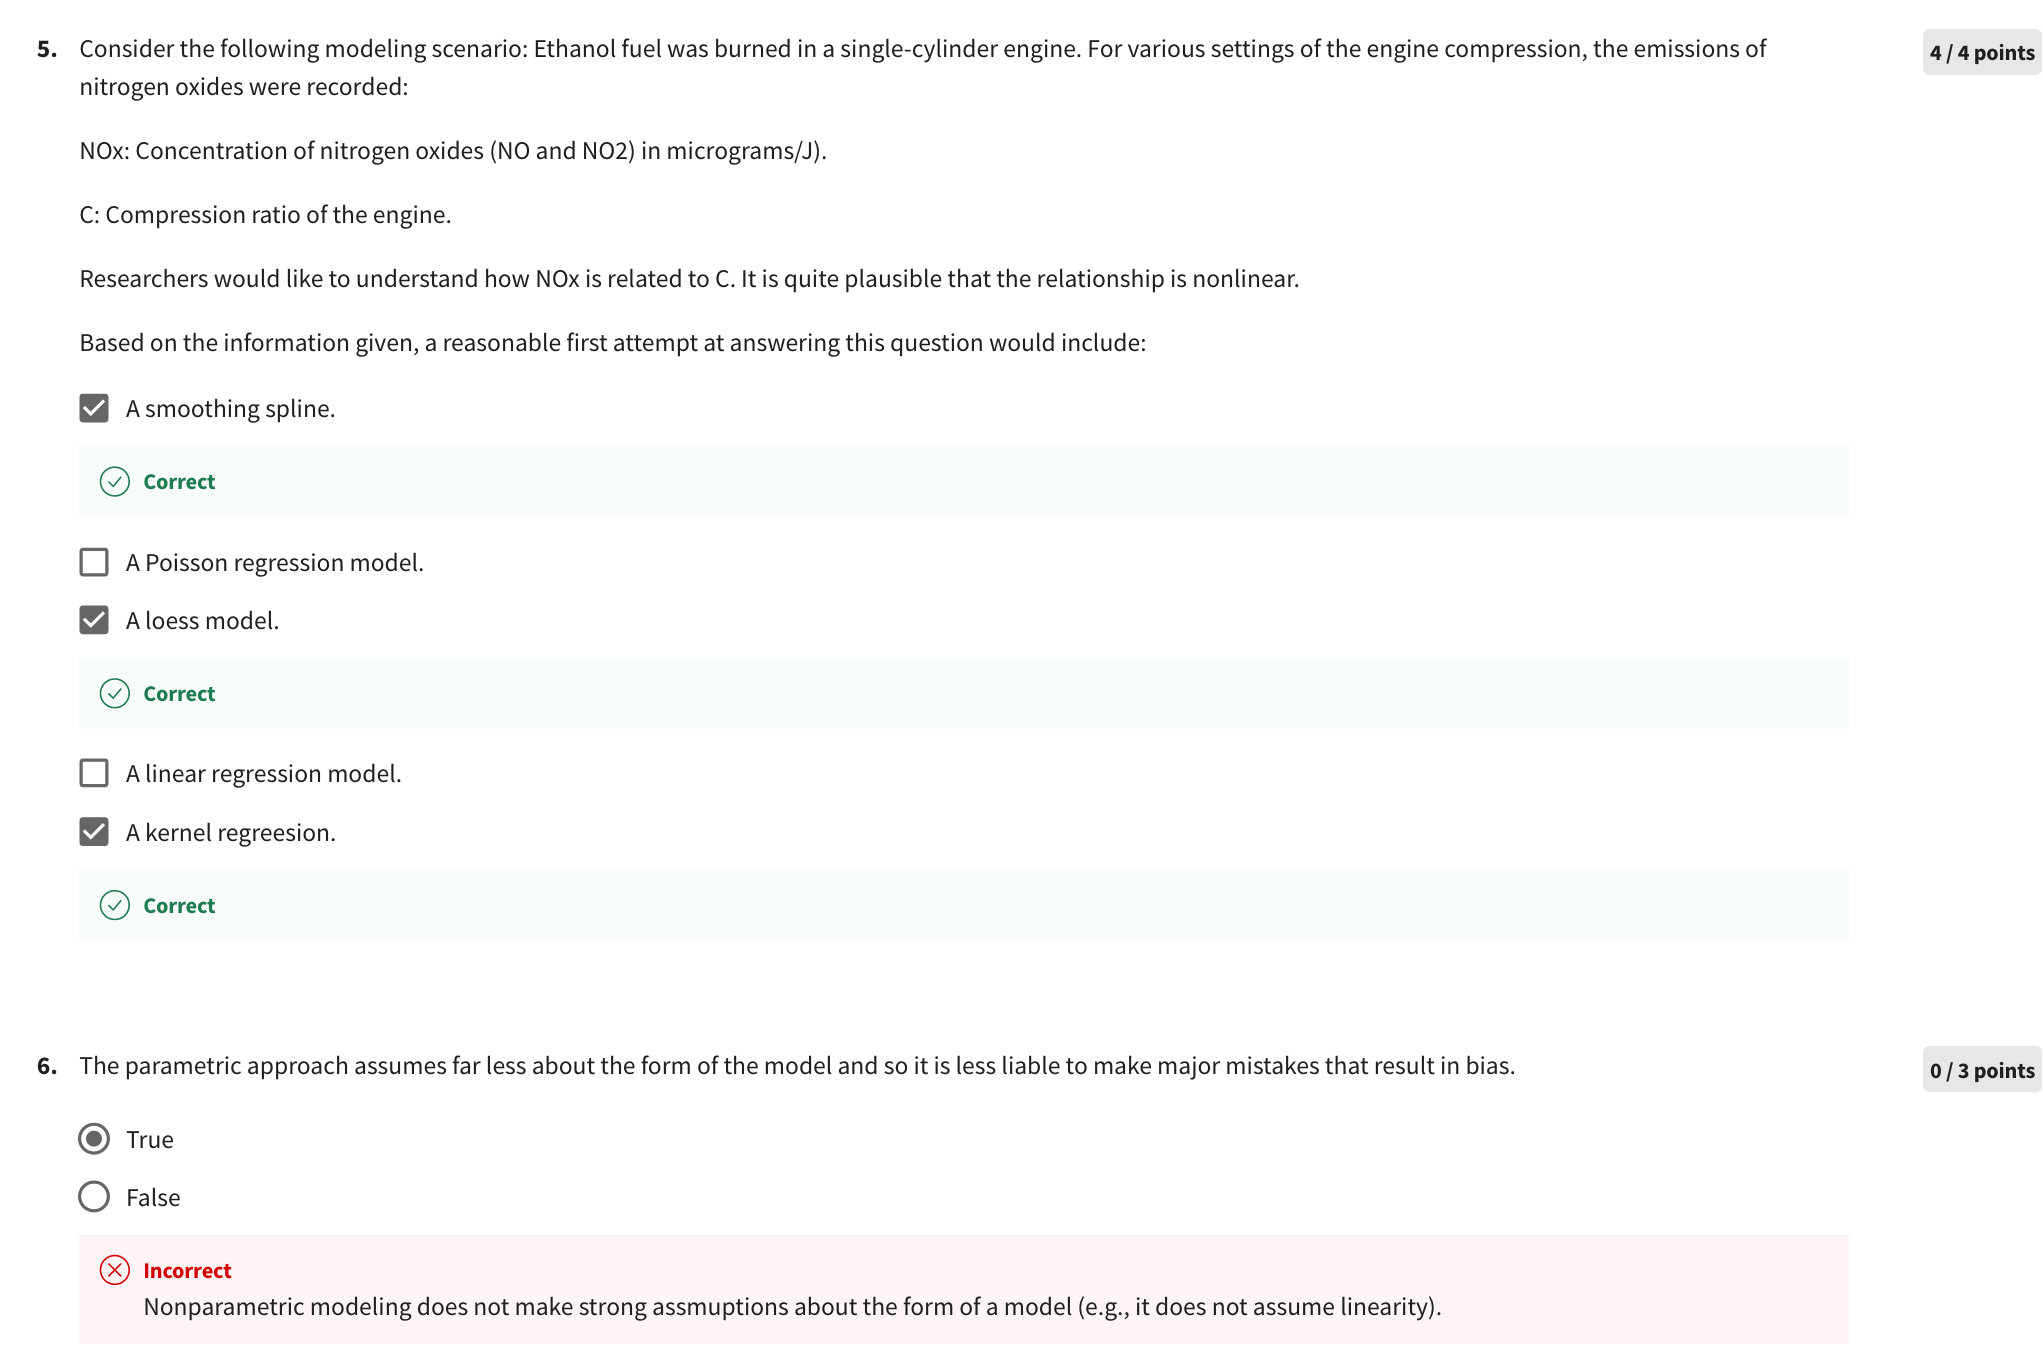 5. Consider the following modeling scenario: Ethanol fuel was burned in a single-cylinder engine. For various settings of the engine compression, the emissions of
4 / 4 points
nitrogen oxides were recorded:
NOx: Concentration of nitrogen oxides (NO and NO2) in micrograms/J).
C: Compression ratio of the engine.
Researchers would like to understand how NOx is related to C. It is quite plausible that the relationship is nonlinear.
Based on the information given, a reasonable first attempt at answering this question would include:
A smoothing spline.
Correct
A Poisson regression model.
A loess model.
Correct
A linear regression model.
A kernel regreesion.
Correct
6. The parametric approach assumes far less about the form of the model and so it is less liable to make major mistakes that result in bias.
0 / 3 points
True
False
Incorrect
Nonparametric modeling does not make strong assmuptions about the form of a model (e.g., it does not assume linearity).